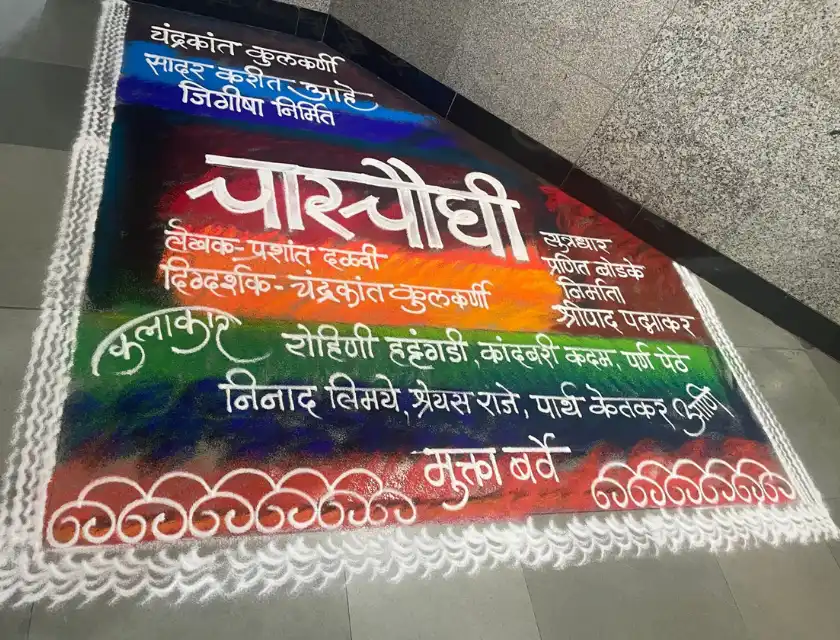 चंद्रकांत कुलकर्णी
सादर करीत आहे
जिगीषा निर्मित
चारचौघी
लेखक- प्रशांत दळवी
दिग्दर्शक- चंद्रकांत कुलकर्णी
सूत्रधार
प्रणित बोडके
निर्माता
श्रीपाद पद्माकर
कलाकार
रोहिणी हट्टंगडी, कादंबरी कदम, पर्ण पेठे
निनाद लिमये, श्रेयस राजे, पार्थ केतकर आणि
मुक्ता बर्वे